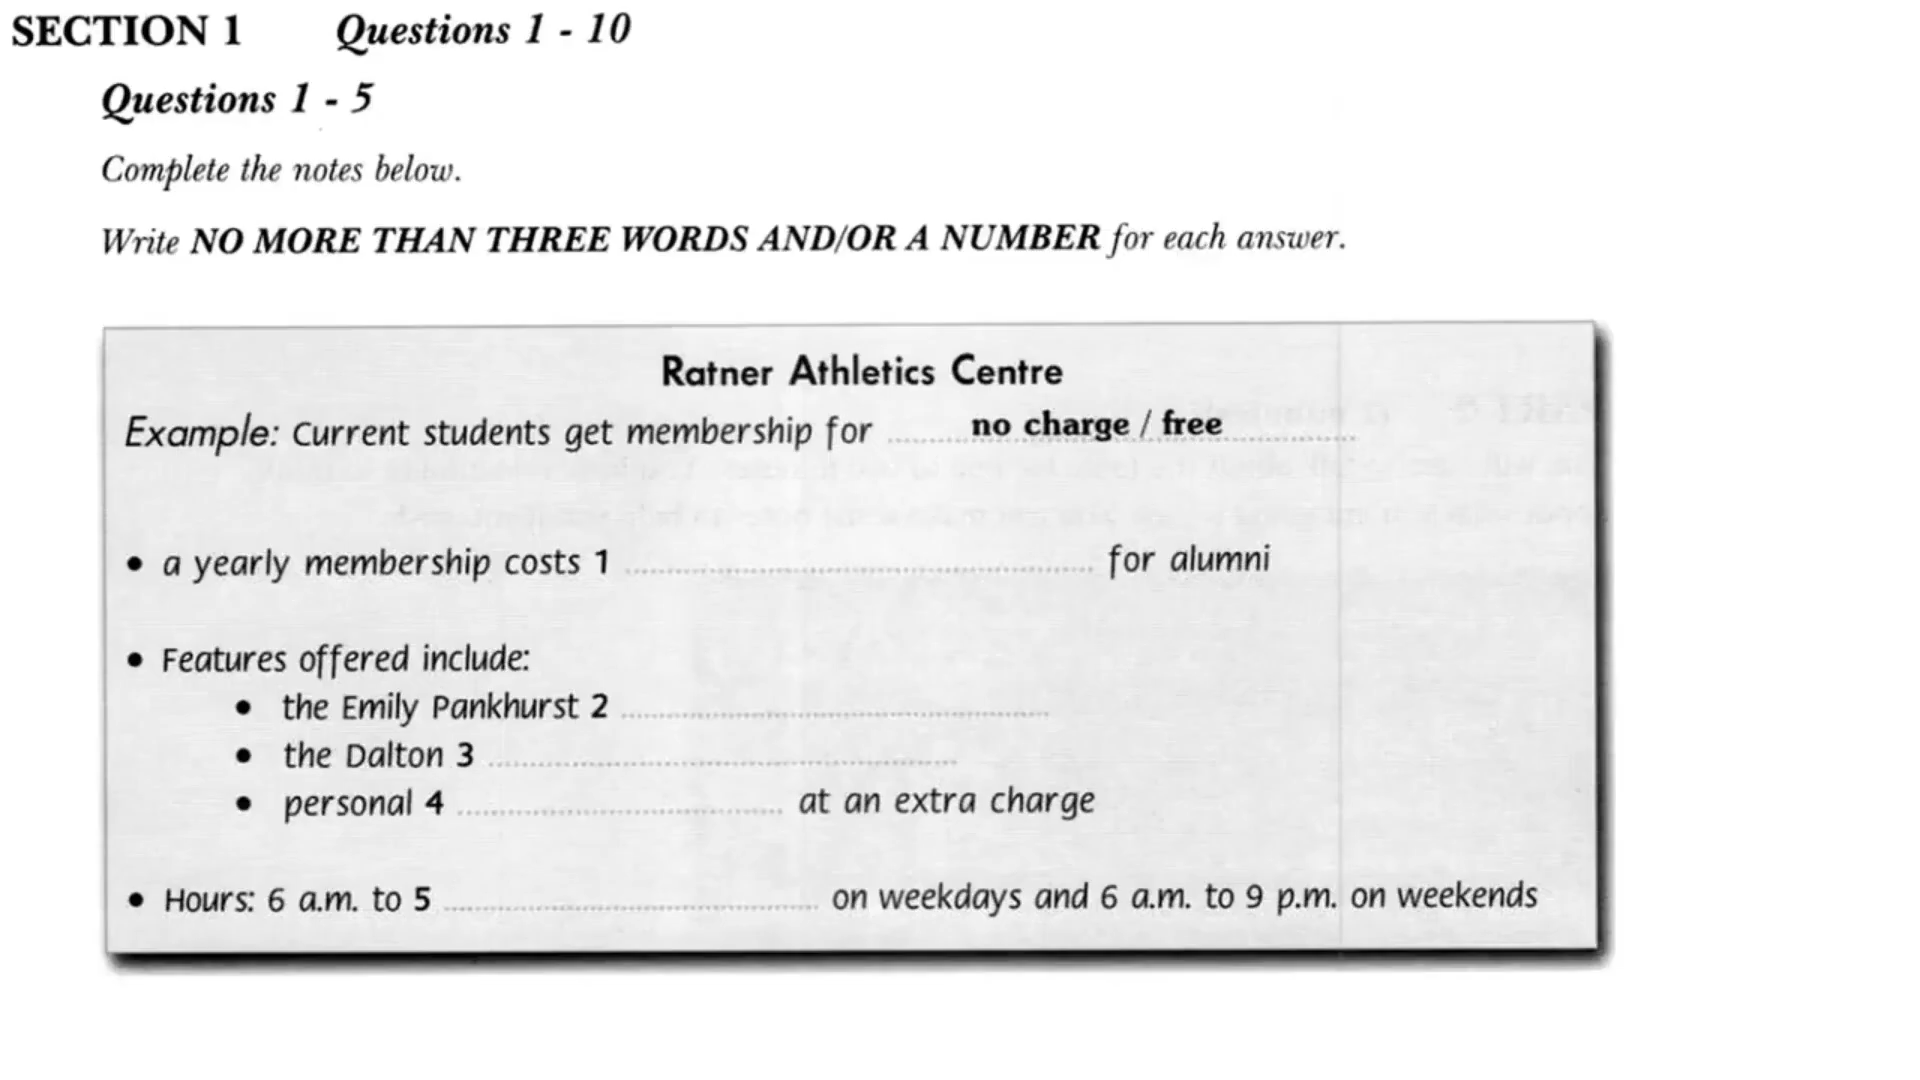 SECTION 1 Questions 1 - 10
Questions 1 - 5
Complete the notes below.
Write NO MORE THAN THREE WORDS AND/OR A NUMBER for each answer.
Ratner Athletics Centre
Example: Current students get membership for ........ no charge / free ........
• a yearly membership costs 1 ................ for alumni
• Features offered include:
• the Emily Pankhurst 2 ................
• the Dalton 3 ................
• personal 4 ................ at an extra charge
• Hours: 6 a.m. to 5 ................ on weekdays and 6 a.m. to 9 p.m. on weekends